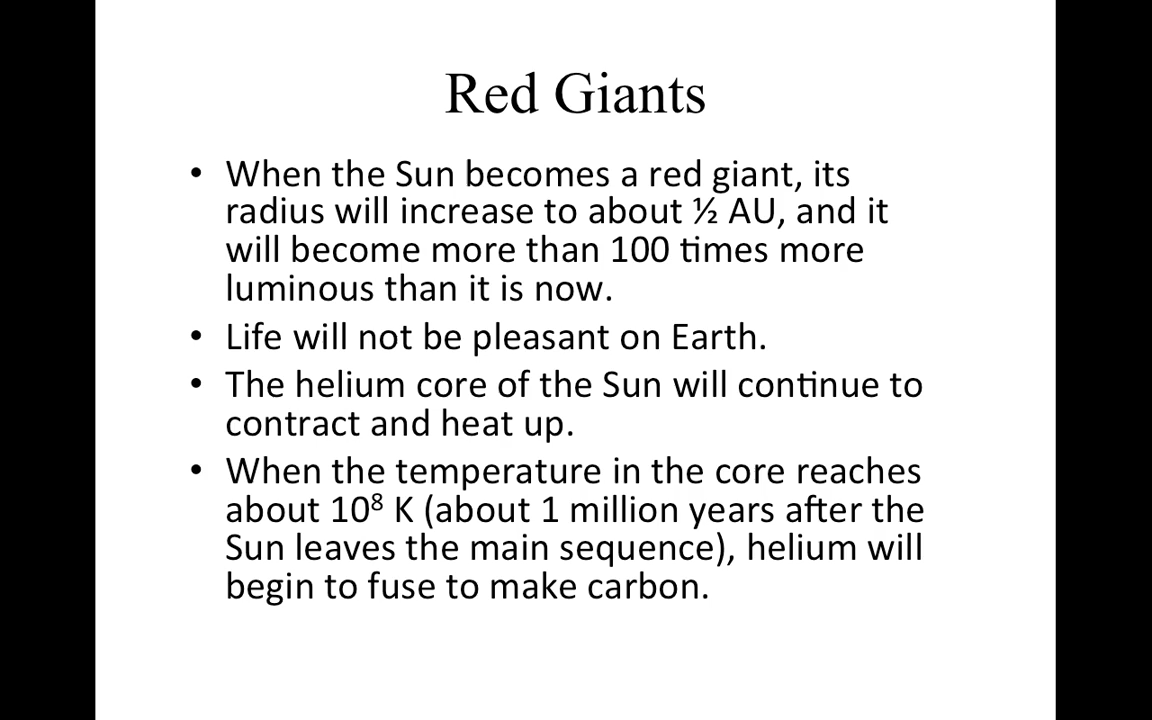 Red Giants
• When the Sun becomes a red giant, its
radius will increase to about ½ AU, and it
will become more than 100 times more
luminous than it is now.
• Life will not be pleasant on Earth.
• The helium core of the Sun will continue to
contract and heat up.
• When the temperature in the core reaches
about 10⁸ K (about 1 million years after the
Sun leaves the main sequence), helium will
begin to fuse to make carbon.